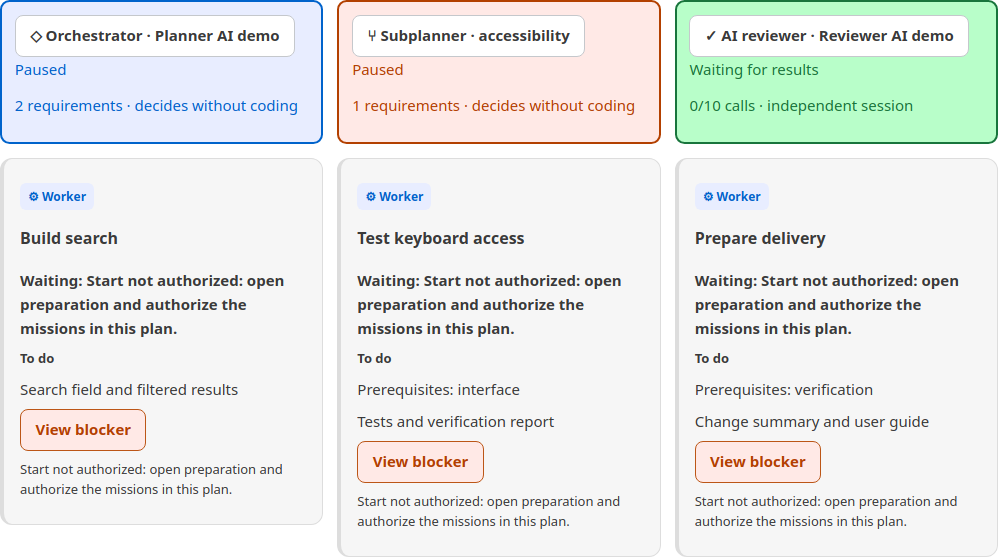 ◇ Orchestrator · Planner AI demo
Paused
2 requirements · decides without coding
⑂ Subplanner · accessibility
Paused
1 requirements · decides without coding
✓ AI reviewer · Reviewer AI demo
Waiting for results
0/10 calls · independent session
⚙ Worker
Build search
Waiting: Start not authorized: open
preparation and authorize the
missions in this plan.
To do
Search field and filtered results
View blocker
Start not authorized: open preparation and
authorize the missions in this plan.
⚙ Worker
Test keyboard access
Waiting: Start not authorized: open
preparation and authorize the
missions in this plan.
To do
Prerequisites: interface
Tests and verification report
View blocker
Start not authorized: open preparation and
authorize the missions in this plan.
⚙ Worker
Prepare delivery
Waiting: Start not authorized: open
preparation and authorize the
missions in this plan.
To do
Prerequisites: verification
Change summary and user guide
View blocker
Start not authorized: open preparation and
authorize the missions in this plan.